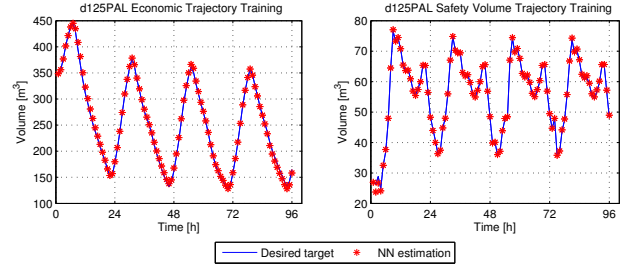 d125PAL Economic Trajectory Training
450
400
350
300
250
200
150
100
Volume [m³]
0 24 48 72 96
Time [h]
d125PAL Safety Volume Trajectory Training
80
70
60
50
40
30
20
Volume [m³]
0 24 48 72 96
Time [h]
Desired target NN estimation